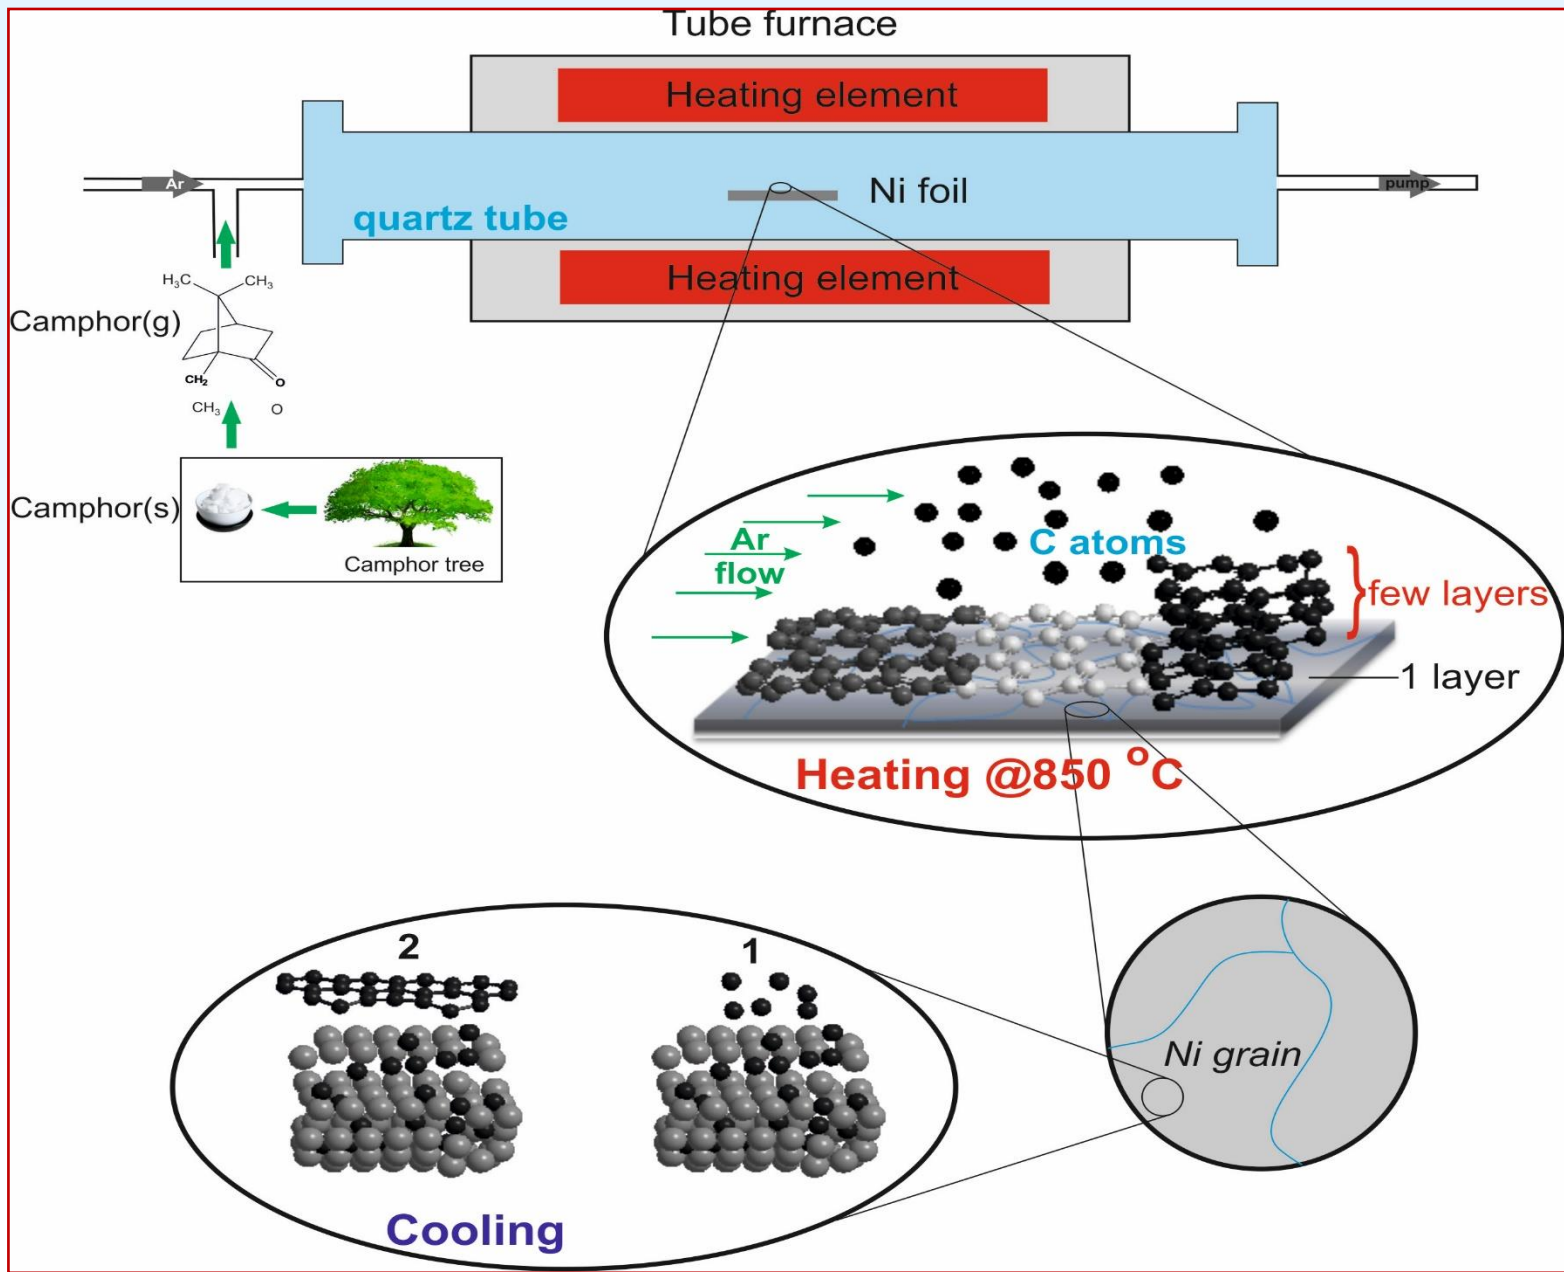 Tube furnace
Heating element
Ar
pump
Ni foil
quartz tube
Heating element
H₃C
CH₃
Camphor(g)
CH₂
O
CH₃
O
Camphor(s)
Camphor tree
Ar
flow
C atoms
few layers
1 layer
Heating @850 °C
2
1
Ni grain
Cooling